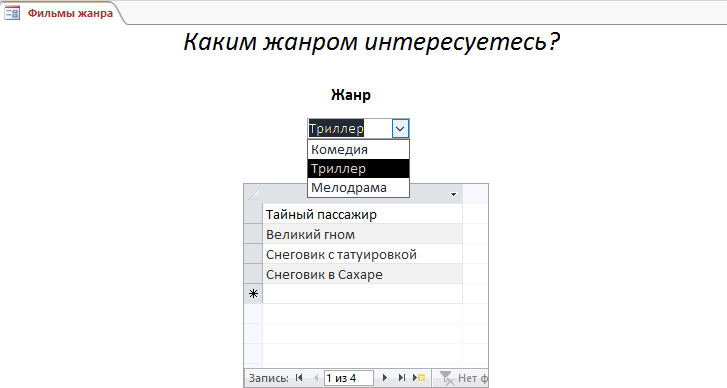 Фильмы жанра
Каким жанром интересуетесь?
Жанр
Триллер
Комедия
Триллер
Мелодрама
Тайный пассажир
Великий гном
Снеговик с татуировкой
Снеговик в Сахаре
Запись: 1 из 4 Нет ф